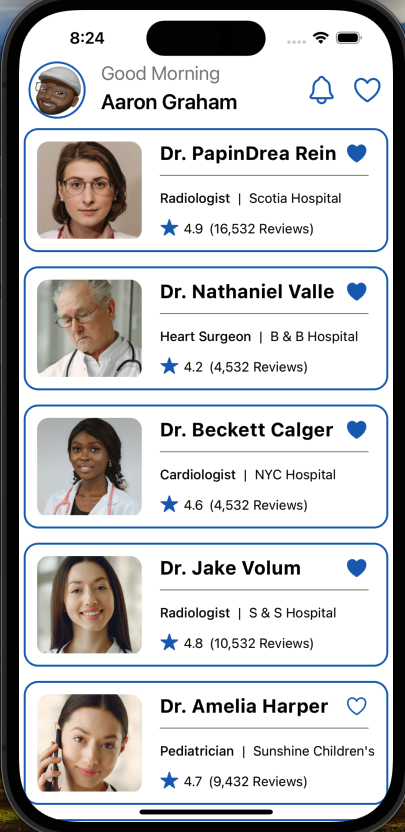 8:24
Good Morning
Aaron Graham
Dr. PapinDrea Rein
Radiologist | Scotia Hospital
4.9 (16,532 Reviews)
Dr. Nathaniel Valle
Heart Surgeon | B & B Hospital
4.2 (4,532 Reviews)
Dr. Beckett Calger
Cardiologist | NYC Hospital
4.6 (4,532 Reviews)
Dr. Jake Volum
Radiologist | S & S Hospital
4.8 (10,532 Reviews)
Dr. Amelia Harper
Pediatrician | Sunshine Children's
4.7 (9,432 Reviews)